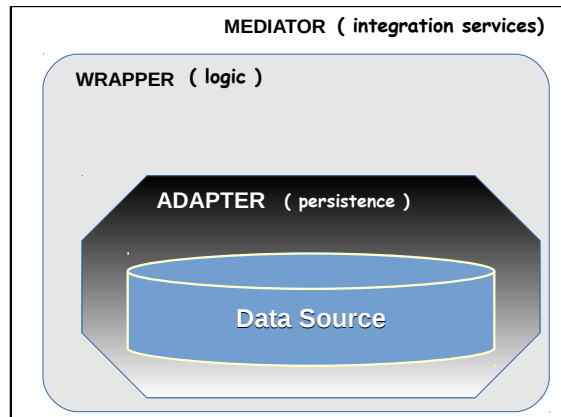 MEDIATOR ( integration services)
WRAPPER ( logic )
ADAPTER ( persistence )
Data Source